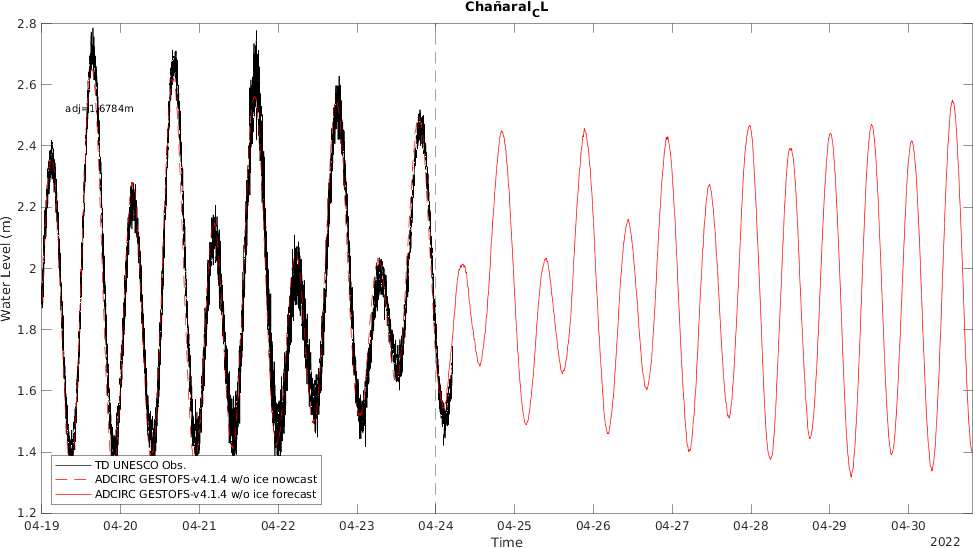 Chañaral_CL
2.8
2.6
2.4
2.2
2
1.8
1.6
1.4
1.2
Water Level (m)
adj=1.6784m
TD UNESCO Obs.
ADCIRC GESTOFS-v4.1.4 w/o ice nowcast
ADCIRC GESTOFS-v4.1.4 w/o ice forecast
04-19 04-20 04-21 04-22 04-23 04-24 04-25 04-26 04-27 04-28 04-29 04-30
Time
2022